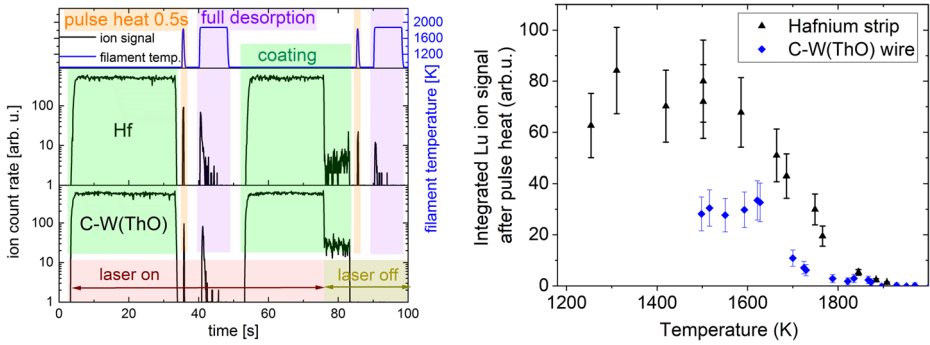 pulse heat 0.5s
full desorption
ion signal
filament temp.
coating
2000
1600
1200
filament temperature [K]
ion count rate [arb. u.]
100
10
1
Hf
100
10
1
C-W(ThO)
laser on
laser off
0
20
40
60
80
100
time [s]
Hafnium strip
C-W(ThO) wire
Integrated Lu ion signal
after pulse heat (arb.u.)
100
80
60
40
20
0
1200
1400
1600
1800
Temperature (K)